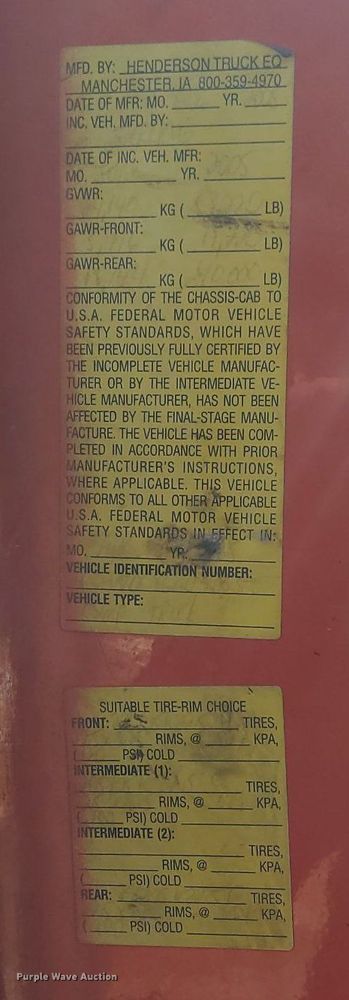 MFD. BY: HENDERSON TRUCK EQ
MANCHESTER, IA 800-359-4970
DATE OF MFR: MO. YR.
INC. VEH. MFD. BY:
DATE OF INC. VEH. MFR:
MO. YR.
GVWR:
KG ( LB)
GAWR-FRONT:
KG ( LB)
GAWR-REAR:
KG ( LB)
CONFORMITY OF THE CHASSIS-CAB TO
U.S.A. FEDERAL MOTOR VEHICLE
SAFETY STANDARDS, WHICH HAVE
BEEN PREVIOUSLY FULLY CERTIFIED BY
THE INCOMPLETE VEHICLE MANUFAC-
TURER OR BY THE INTERMEDIATE VE-
HICLE MANUFACTURER, HAS NOT BEEN
AFFECTED BY THE FINAL-STAGE MANU-
FACTURE. THE VEHICLE HAS BEEN COM-
PLETED IN ACCORDANCE WITH PRIOR
MANUFACTURER'S INSTRUCTIONS,
WHERE APPLICABLE. THIS VEHICLE
CONFORMS TO ALL OTHER APPLICABLE
U.S.A. FEDERAL MOTOR VEHICLE
SAFETY STANDARDS IN EFFECT IN:
MO. YR.
VEHICLE IDENTIFICATION NUMBER:
VEHICLE TYPE:
SUITABLE TIRE-RIM CHOICE
FRONT: TIRES,
RIMS, @ KPA,
( PSI) COLD
INTERMEDIATE (1):
TIRES,
RIMS, @ KPA,
( PSI) COLD
INTERMEDIATE (2):
TIRES,
RIMS, @ KPA,
( PSI) COLD
REAR: TIRES,
RIMS, @ KPA,
( PSI) COLD
Purple Wave Auction